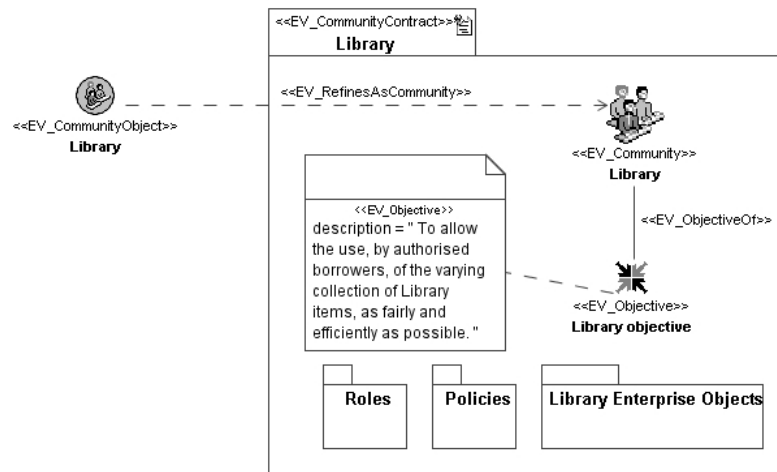 <<EV_CommunityContract>>
Library
<<EV_RefinesAsCommunity>>
<<EV_CommunityObject>>
Library
<<EV_Community>>
Library
<<EV_Objective>>
description = " To allow
the use, by authorised
borrowers, of the varying
collection of Library
items, as fairly and
efficiently as possible. "
<<EV_ObjectiveOf>>
<<EV_Objective>>
Library objective
Roles
Policies
Library Enterprise Objects